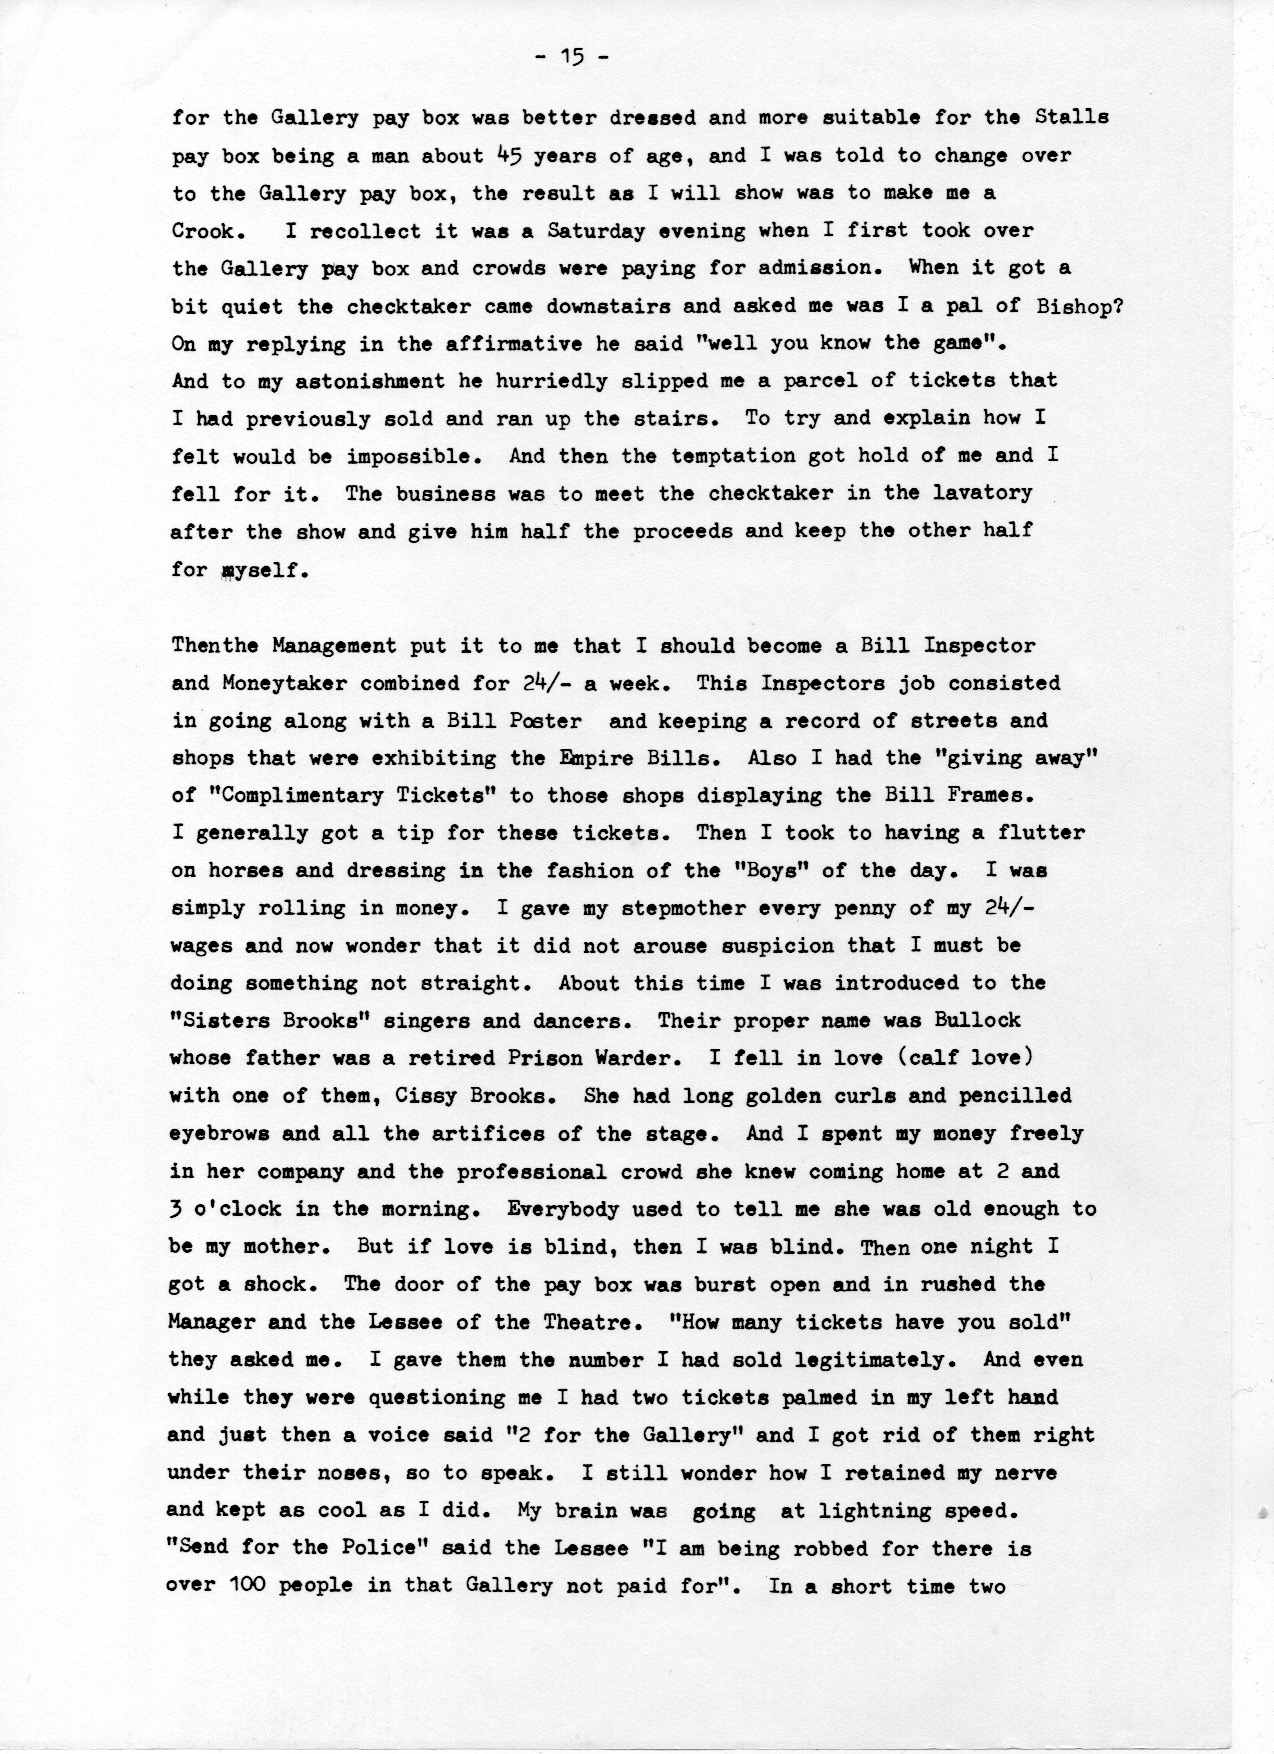 - 15 -
for the Gallery pay box was better dressed and more suitable for the Stalls
pay box being a man about 45 years of age, and I was told to change over
to the Gallery pay box, the result as I will show was to make me a
Crook.   I recollect it was a Saturday evening when I first took over
the Gallery pay box and crowds were paying for admission.  When it got a
bit quiet the checktaker came downstairs and asked me was I a pal of Bishop?
On my replying in the affirmative he said "well you know the game".
And to my astonishment he hurriedly slipped me a parcel of tickets that
I had previously sold and ran up the stairs.  To try and explain how I
felt would be impossible.  And then the temptation got hold of me and I
fell for it.  The business was to meet the checktaker in the lavatory
after the show and give him half the proceeds and keep the other half
for myself.
Thenthe Management put it to me that I should become a Bill Inspector
and Moneytaker combined for 24/- a week.  This Inspectors job consisted
in going along with a Bill Poster  and keeping a record of streets and
shops that were exhibiting the Empire Bills.  Also I had the "giving away"
of "Complimentary Tickets" to those shops displaying the Bill Frames.
I generally got a tip for these tickets.  Then I took to having a flutter
on horses and dressing in the fashion of the "Boys" of the day.  I was
simply rolling in money.  I gave my stepmother every penny of my 24/-
wages and now wonder that it did not arouse suspicion that I must be
doing something not straight.  About this time I was introduced to the
"Sisters Brooks" singers and dancers.  Their proper name was Bullock
whose father was a retired Prison Warder.  I fell in love (calf love)
with one of them, Cissy Brooks.  She had long golden curls and pencilled
eyebrows and all the artifices of the stage.  And I spent my money freely
in her company and the professional crowd she knew coming home at 2 and
3 o'clock in the morning.  Everybody used to tell me she was old enough to
be my mother.  But if love is blind, then I was blind. Then one night I
got a shock.  The door of the pay box was burst open and in rushed the
Manager and the Lessee of the Theatre.  "How many tickets have you sold"
they asked me.  I gave them the number I had sold legitimately.  And even
while they were questioning me I had two tickets palmed in my left hand
and just then a voice said "2 for the Gallery" and I got rid of them right
under their noses, so to speak.  I still wonder how I retained my nerve
and kept as cool as I did.  My brain was  going  at lightning speed.
"Send for the Police" said the Lessee "I am being robbed for there is
over 100 people in that Gallery not paid for".  In a short time two